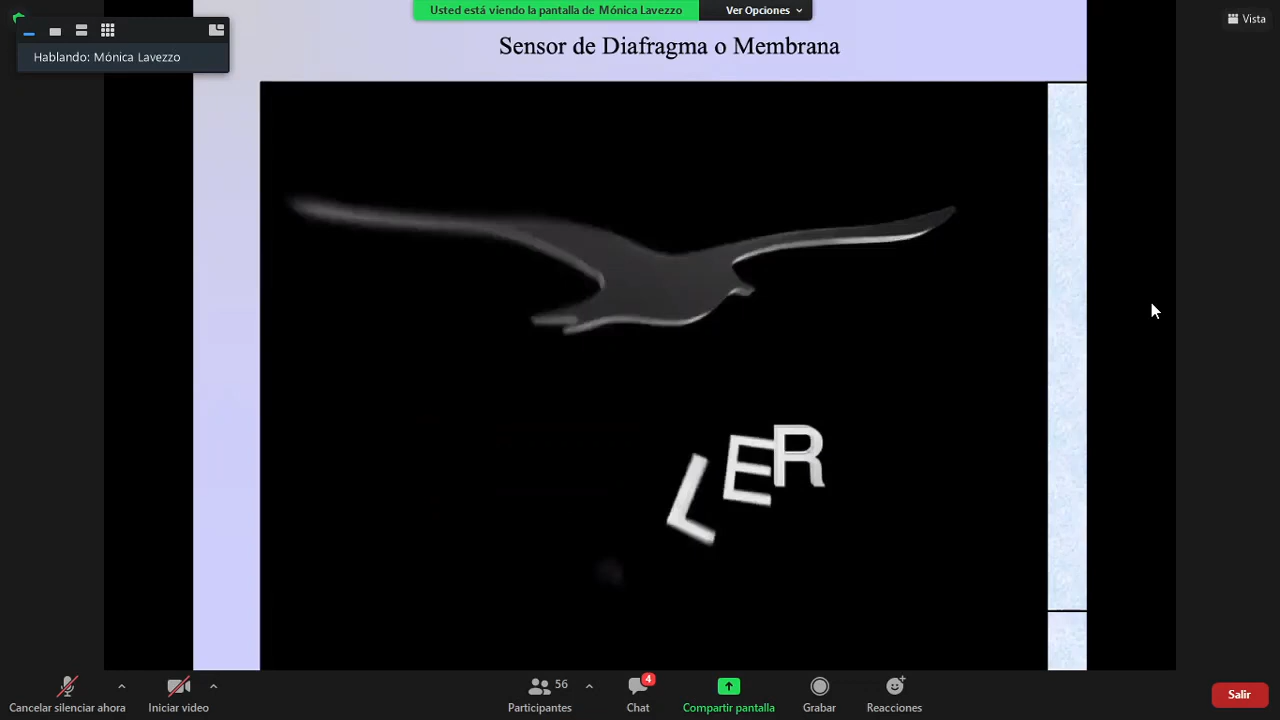 Usted está viendo la pantalla de Mónica Lavezzo
Ver Opciones
Vista
Hablando: Mónica Lavezzo
Sensor de Diafragma o Membrana
LER
Cancelar silenciar ahora
Iniciar video
56
Participantes
4
Chat
Compartir pantalla
Grabar
Reacciones
Salir